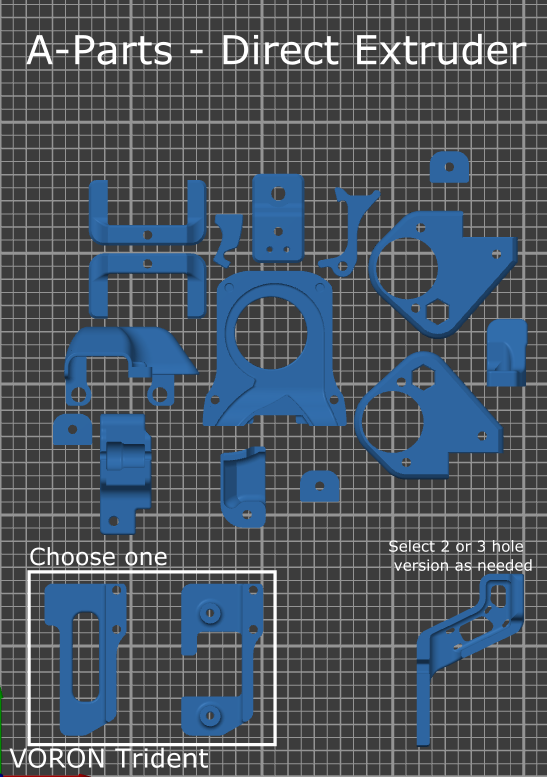 A-Parts - Direct Extruder
Select 2 or 3 hole
version as needed
Choose one
VORON Trident